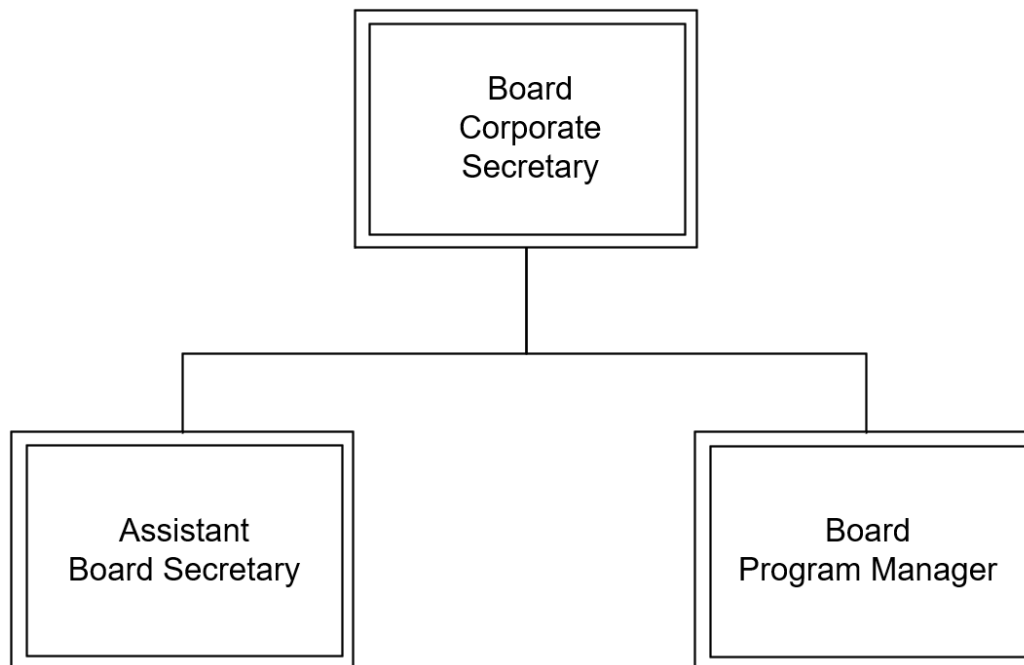 Board
Corporate
Secretary
Assistant
Board Secretary
Board
Program Manager